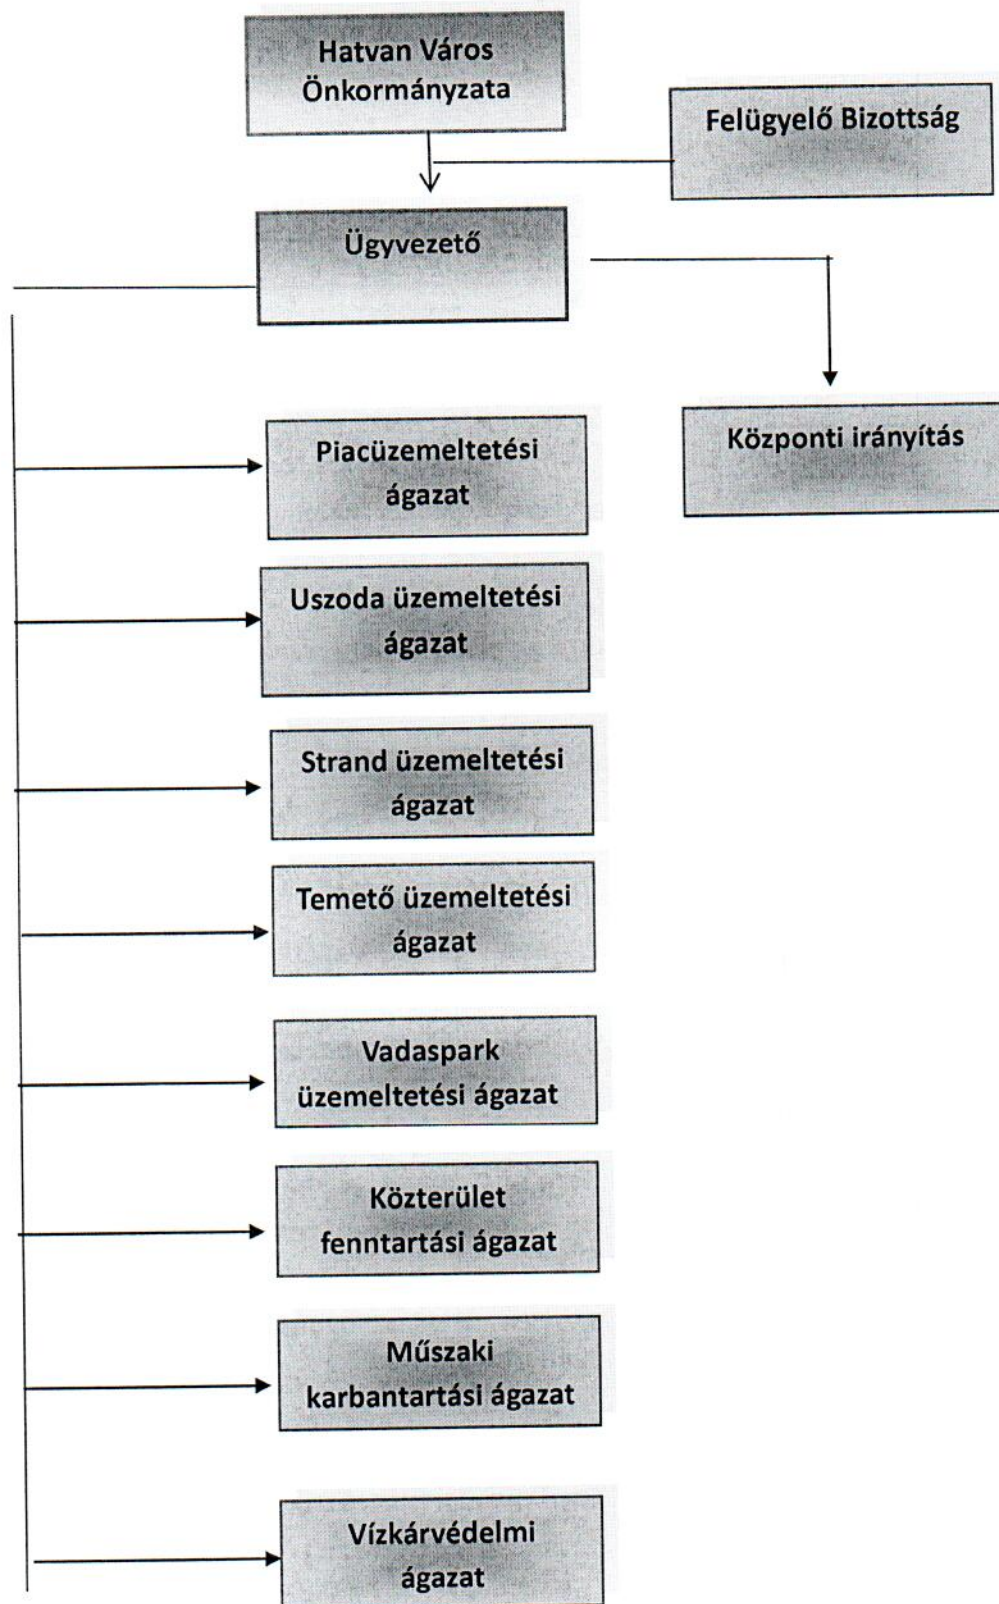 Hatvan Város
Önkormányzata
Felügyelő Bizottság
Ügyvezető
Központi irányítás
Piacüzemeltetési
ágazat
Uszoda üzemeltetési
ágazat
Strand üzemeltetési
ágazat
Temető üzemeltetési
ágazat
Vadaspark
üzemeltetési ágazat
Közterület
fenntartási ágazat
Műszaki
karbantartási ágazat
Vízkárvédelmi
ágazat